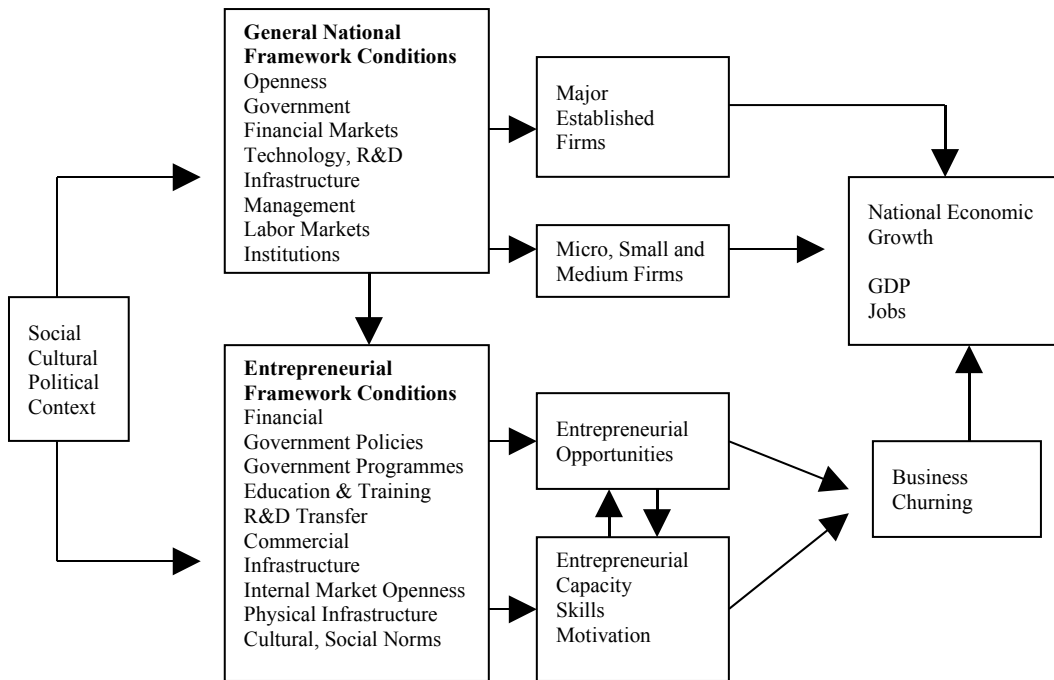 General National
Framework Conditions
Openness
Government
Financial Markets
Technology, R&D
Infrastructure
Management
Labor Markets
Institutions
Major
Established
Firms
Micro, Small and
Medium Firms
National Economic
Growth
GDP
Jobs
Social
Cultural
Political
Context
Entrepreneurial
Framework Conditions
Financial
Government Policies
Government Programmes
Education & Training
R&D Transfer
Commercial
Infrastructure
Internal Market Openness
Physical Infrastructure
Cultural, Social Norms
Entrepreneurial
Opportunities
Entrepreneurial
Capacity
Skills
Motivation
Business
Churning